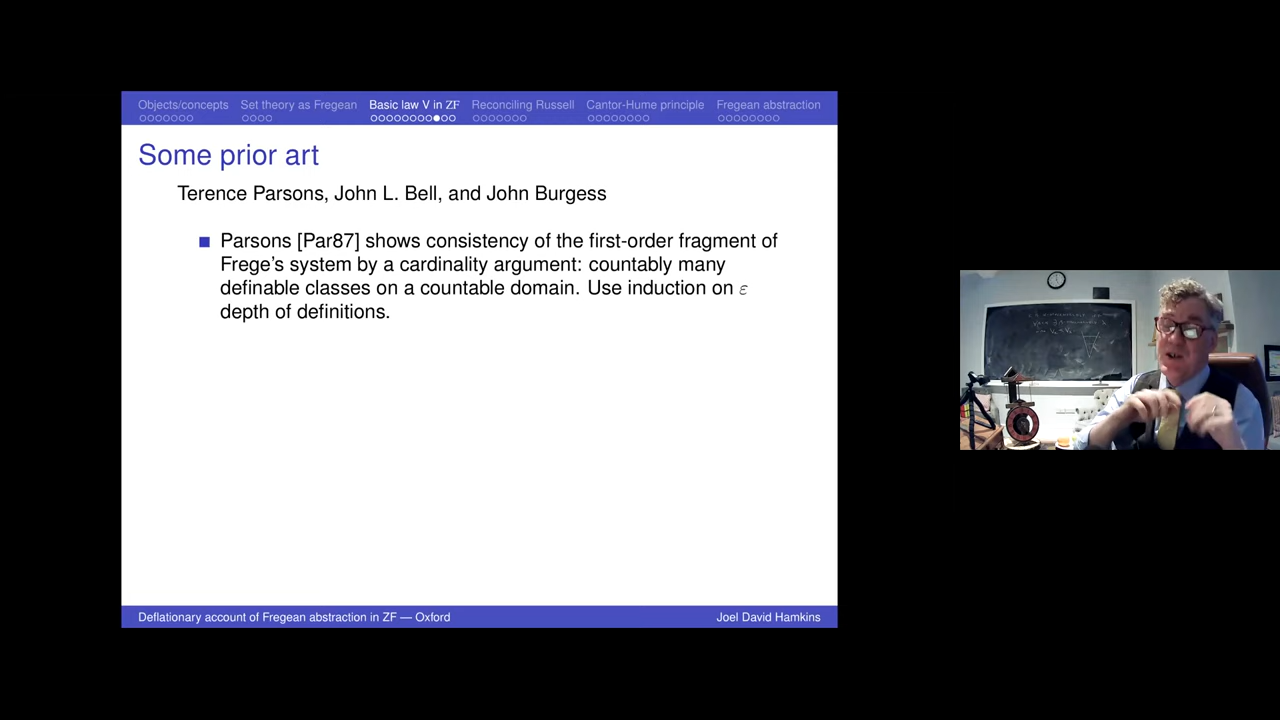 Objects/concepts Set theory as Fregean Basic law V in ZF Reconciling Russell Cantor-Hume principle Fregean abstraction
Some prior art
Terence Parsons, John L. Bell, and John Burgess
Parsons [Par87] shows consistency of the first-order fragment of
Frege's system by a cardinality argument: countably many
definable classes on a countable domain. Use induction on ε
depth of definitions.
Deflationary account of Fregean abstraction in ZF — Oxford Joel David Hamkins